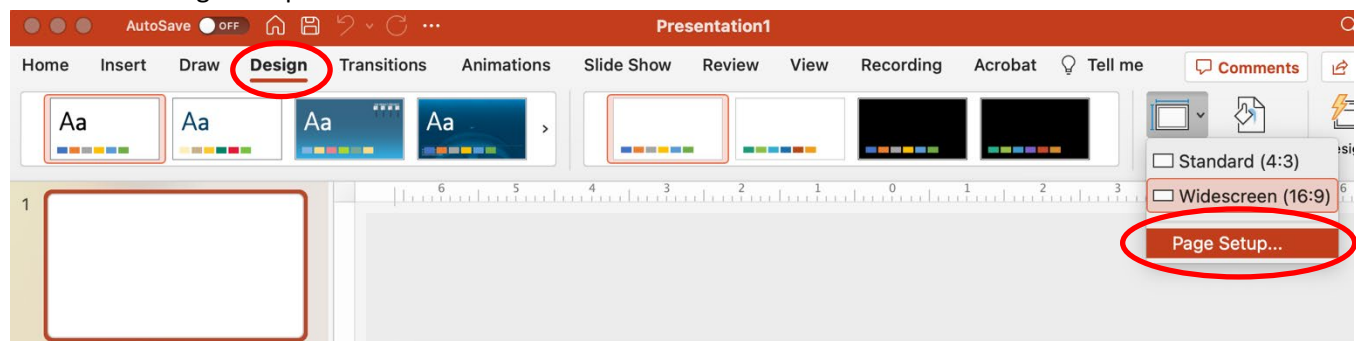 AutoSave OFF ... Presentation1
Home Insert Draw Design Transitions Animations Slide Show Review View Recording Acrobat Tell me Comments
Aa Aa Aa Aa
Standard (4:3)
6 5 4 3 2 1 0 1 2 3 6
1
Widescreen (16:9)
Page Setup...